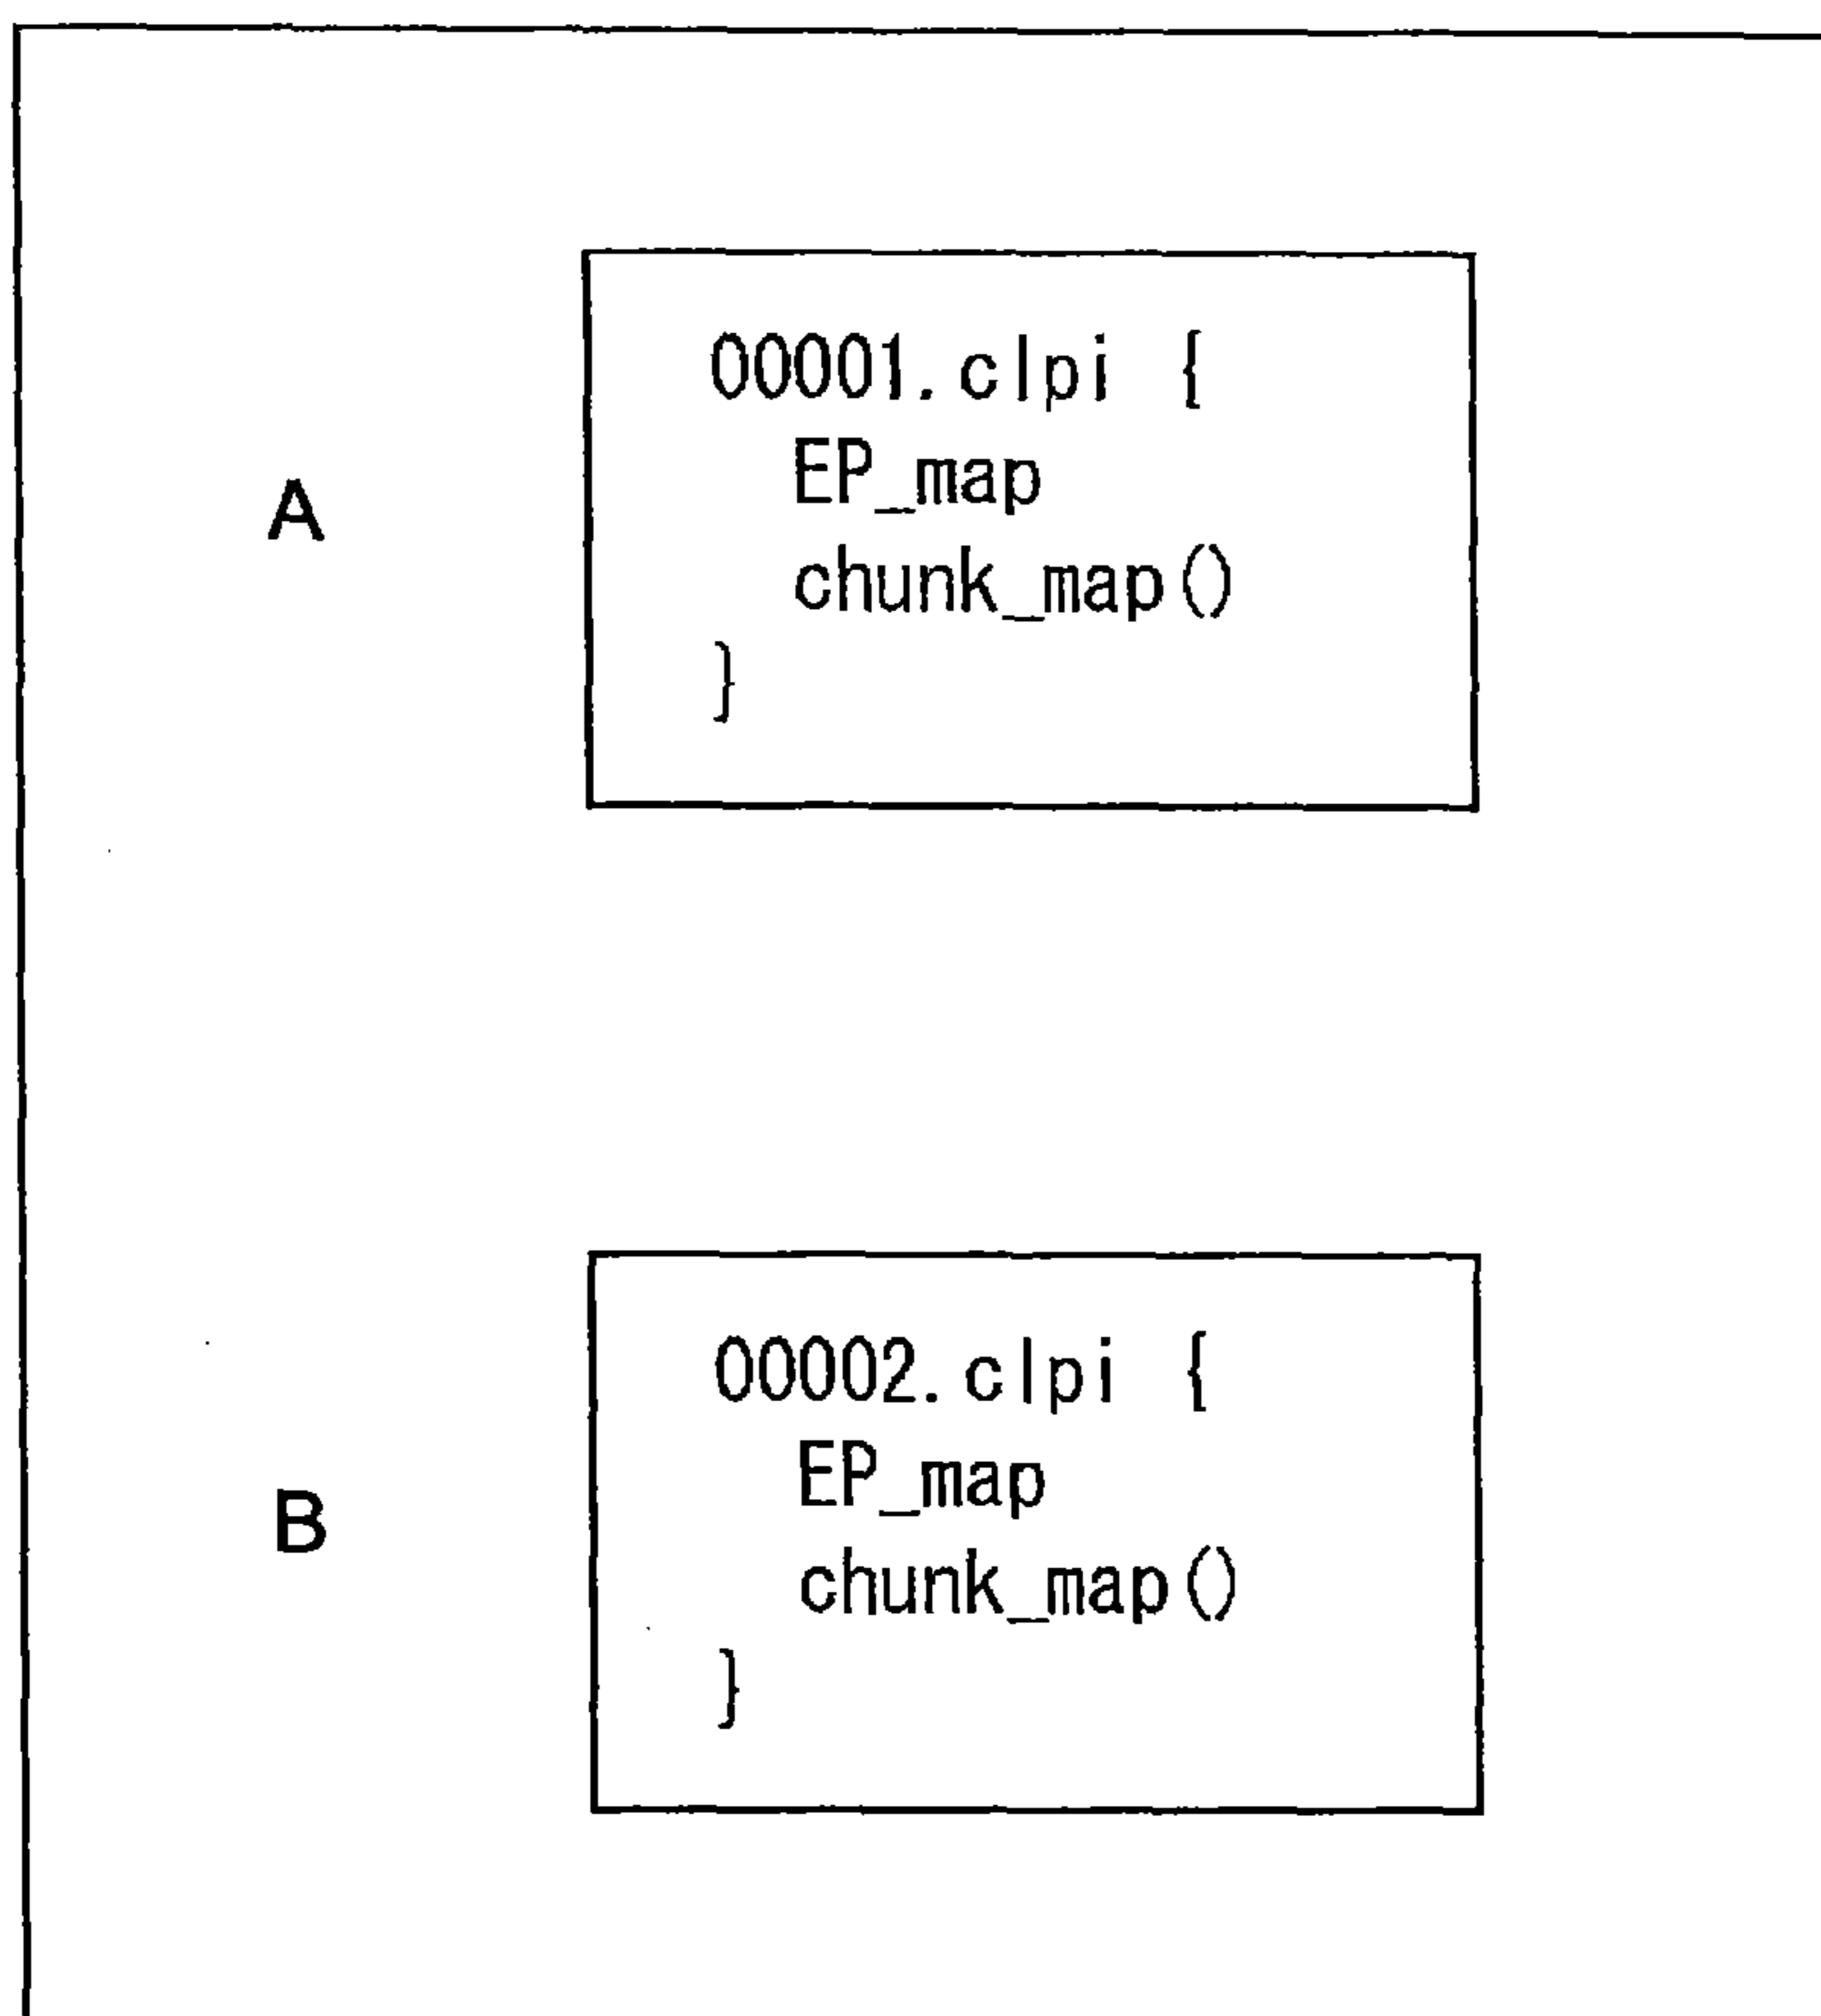 A
00001.clpi {
EP_map
chunk_map()
}
B
00002.clpi {
EP_map
chunk_map()
}